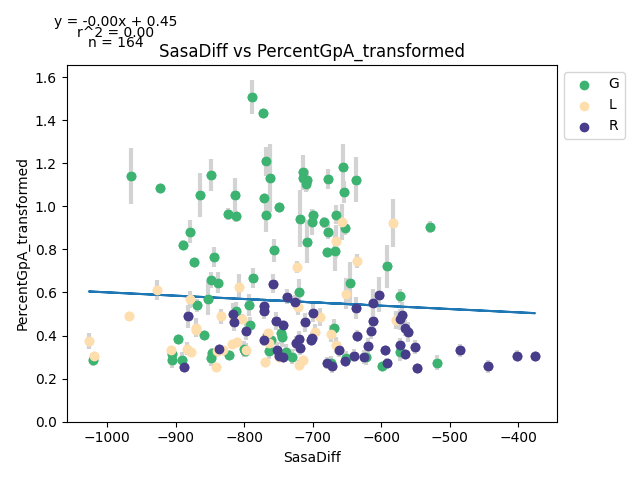 y = -0.00x + 0.45
r^2 = 0.00
n = 164
SasaDiff vs PercentGpA_transformed
G
L
R
PercentGpA_transformed
1.6
1.4
1.2
1.0
0.8
0.6
0.4
0.2
0.0
−1000 −900 −800 −700 −600 −500 −400
SasaDiff